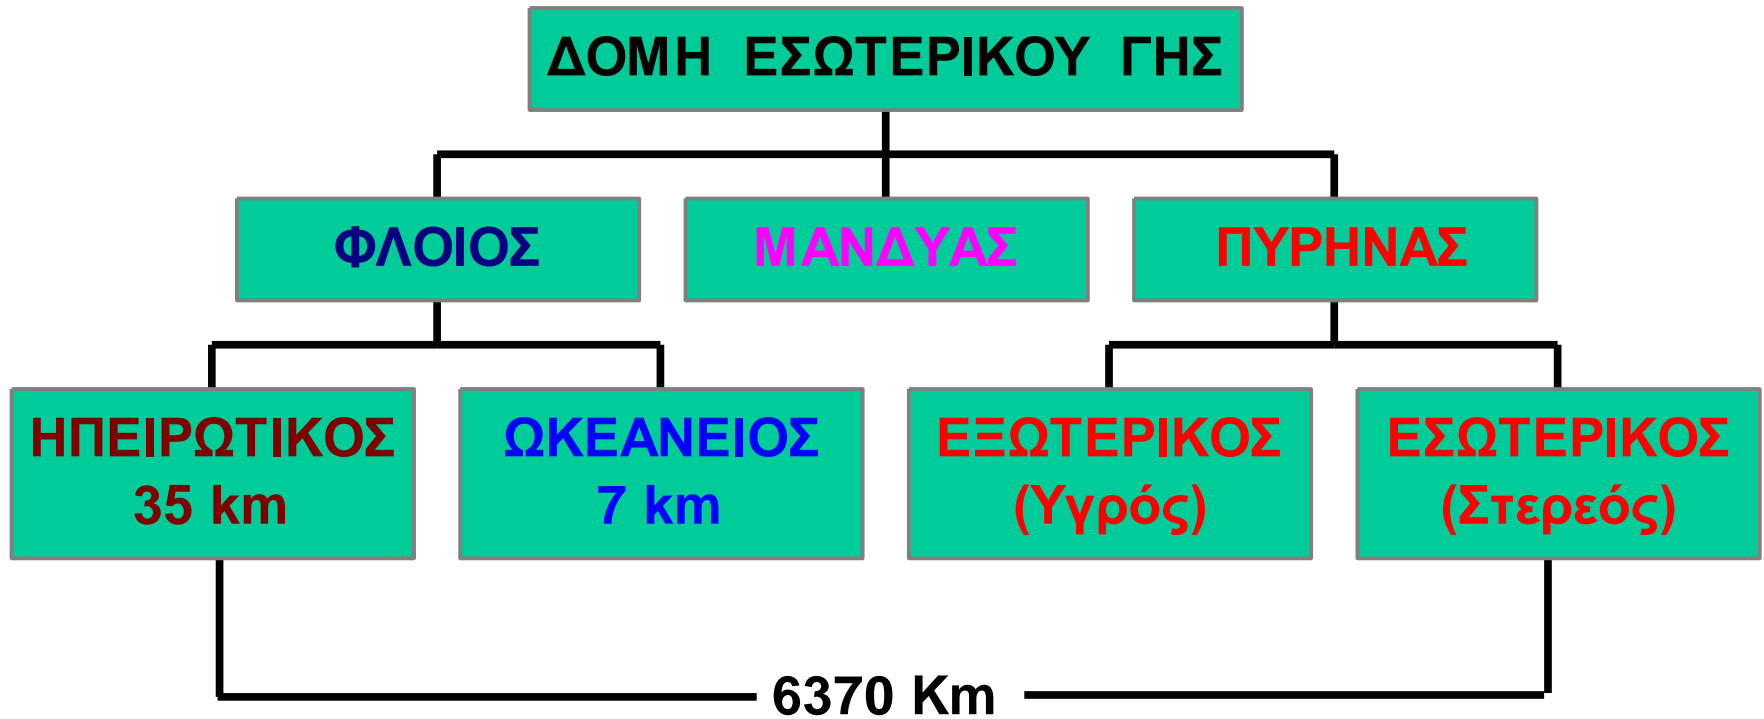 ΔΟΜΗ ΕΣΩΤΕΡΙΚΟΥ ΓΗΣ
ΦΛΟΙΟΣ
ΜΑΝΔΥΑΣ
ΠΥΡΗΝΑΣ
ΗΠΕΙΡΩΤΙΚΟΣ
35 km
ΩΚΕΑΝΕΙΟΣ
7 km
ΕΞΩΤΕΡΙΚΟΣ
(Υγρός)
ΕΣΩΤΕΡΙΚΟΣ
(Στερεός)
6370 Km